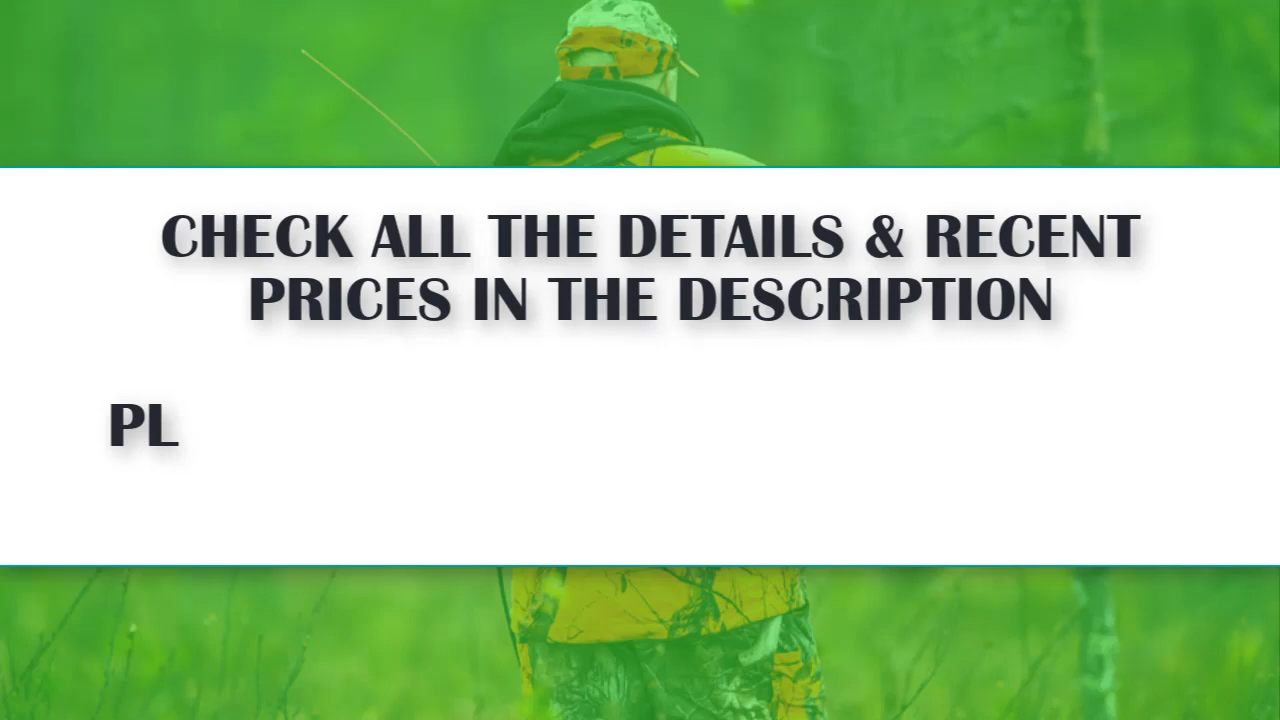 CHECK ALL THE DETAILS & RECENT
PRICES IN THE DESCRIPTION
PL